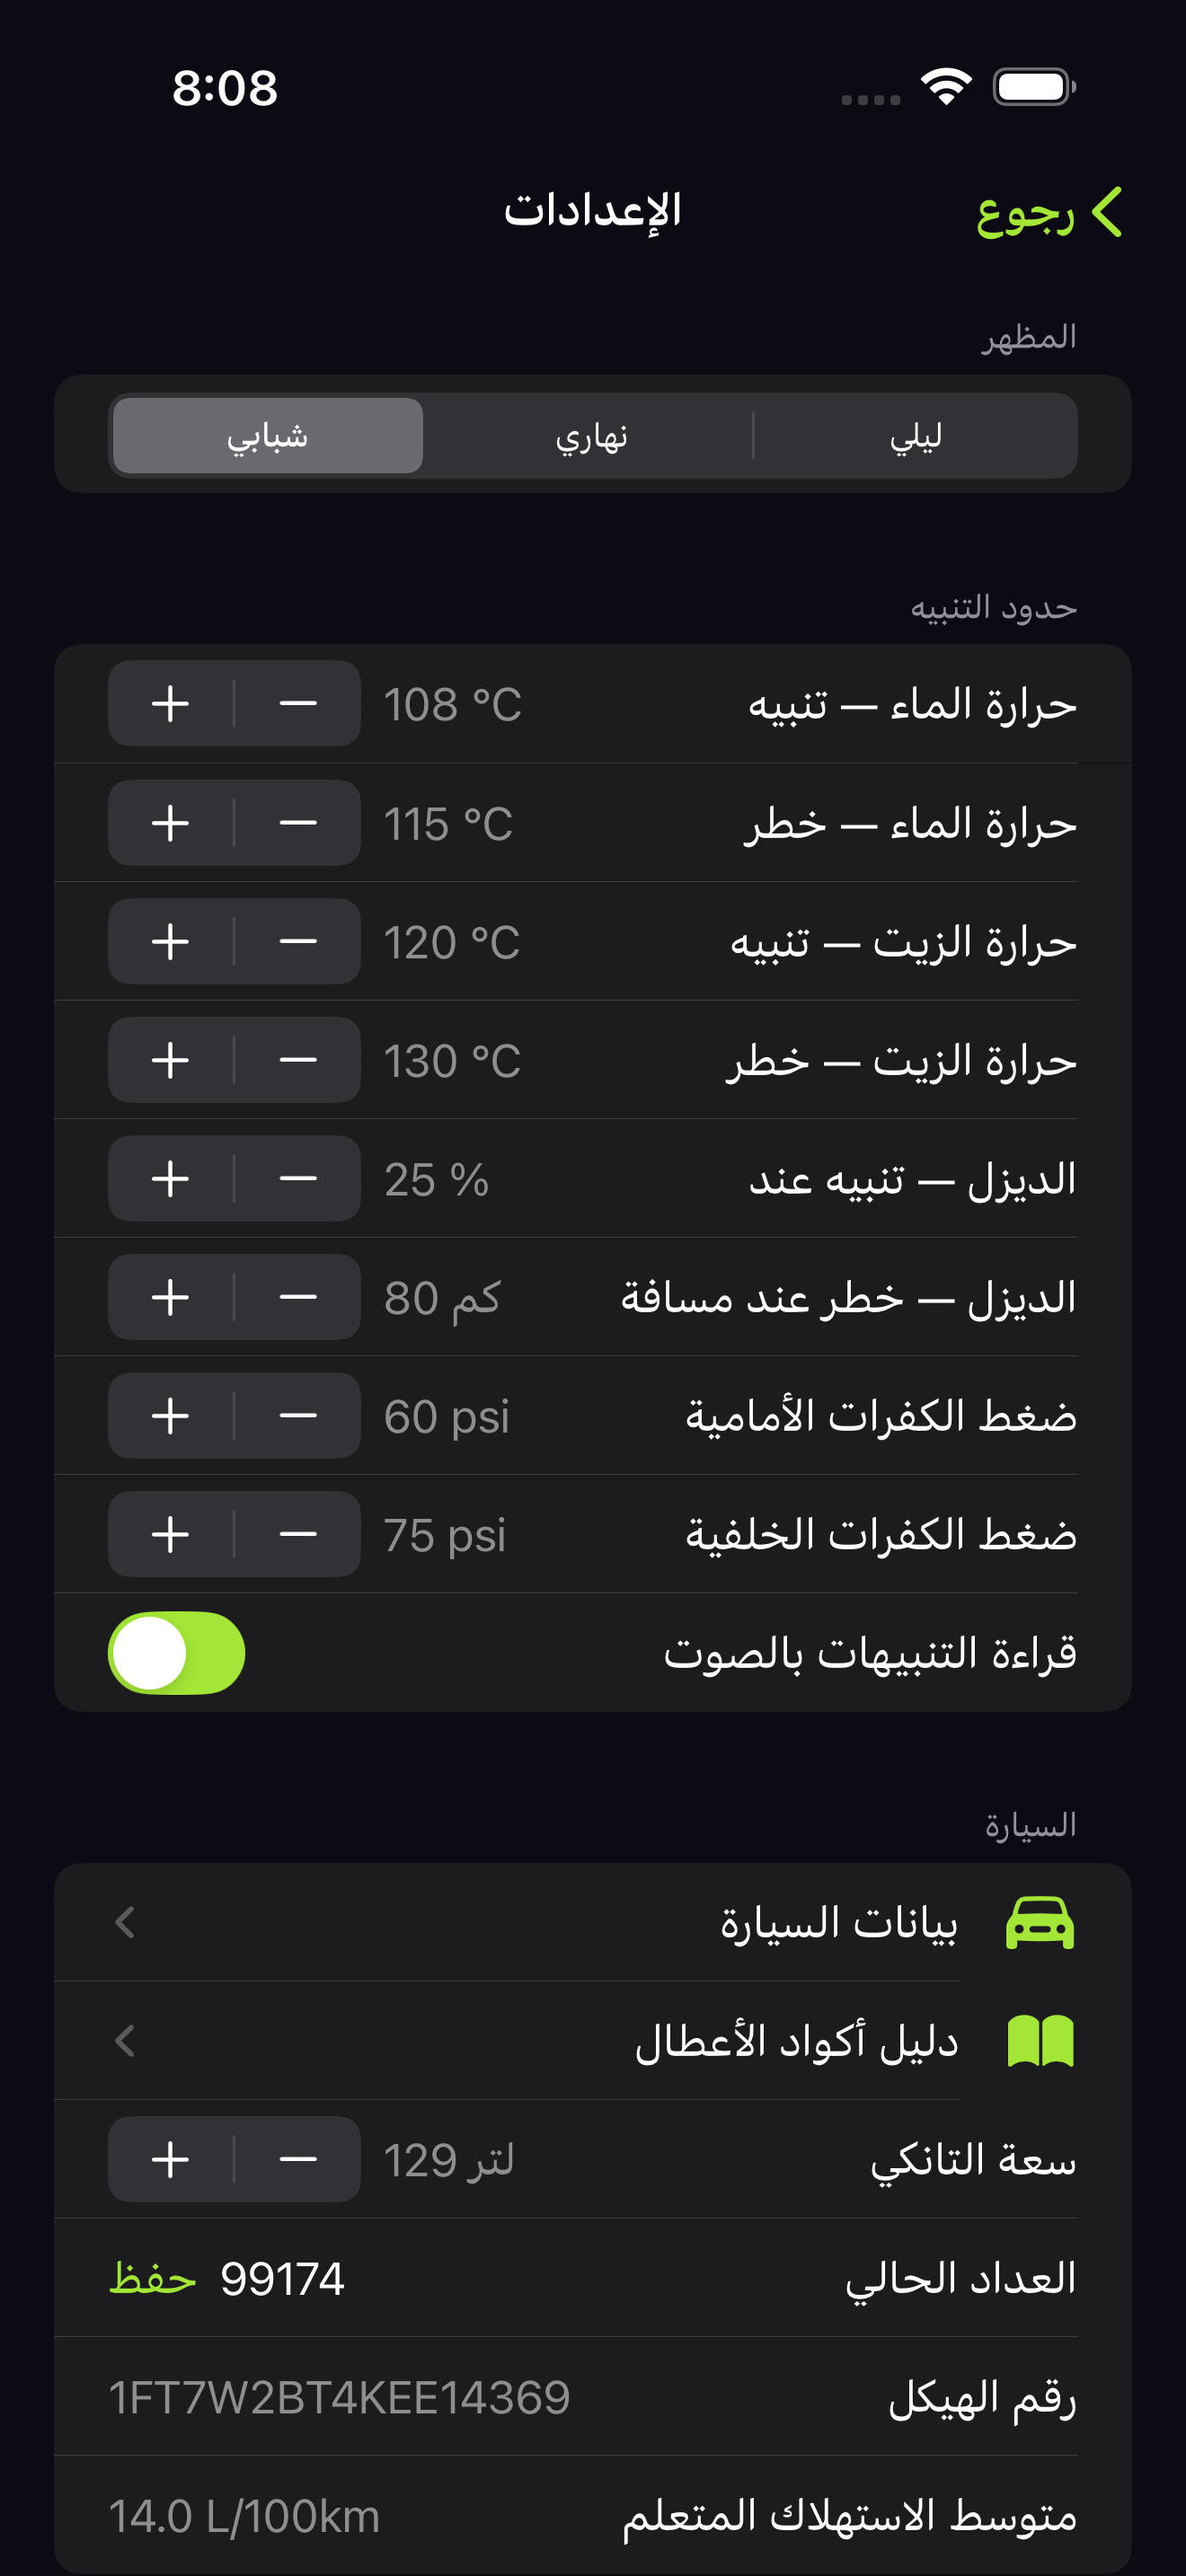 8:08
رجوع
الإعدادات
المظهر
ليلي نهاري شبابي
حدود التنبيه
حرارة الماء — تنبيه 108 °C
حرارة الماء — خطر 115 °C
حرارة الزيت — تنبيه 120 °C
حرارة الزيت — خطر 130 °C
الديزل — تنبيه عند 25 %
الديزل — خطر عند مسافة 80 كم
ضغط الكفرات الأمامية 60 psi
ضغط الكفرات الخلفية 75 psi
قراءة التنبيهات بالصوت
السيارة
بيانات السيارة
دليل أكواد الأعطال
سعة التانكي 129 لتر
العداد الحالي 99174 حفظ
رقم الهيكل 1FT7W2BT4KEE14369
متوسط الاستهلاك المتعلم 14.0 L/100km